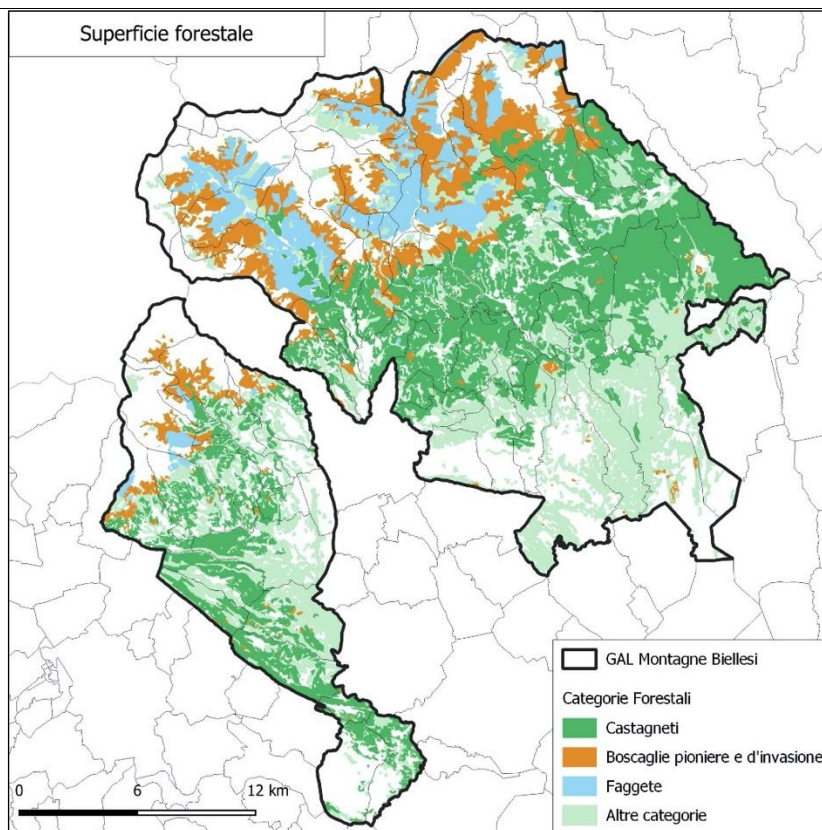 Superficie forestale
GAL Montagne Biellesi
Categorie Forestali
Castagneti
Boscaglie pioniere e d'invasione
Faggete
Altre categorie
0 6 12 km